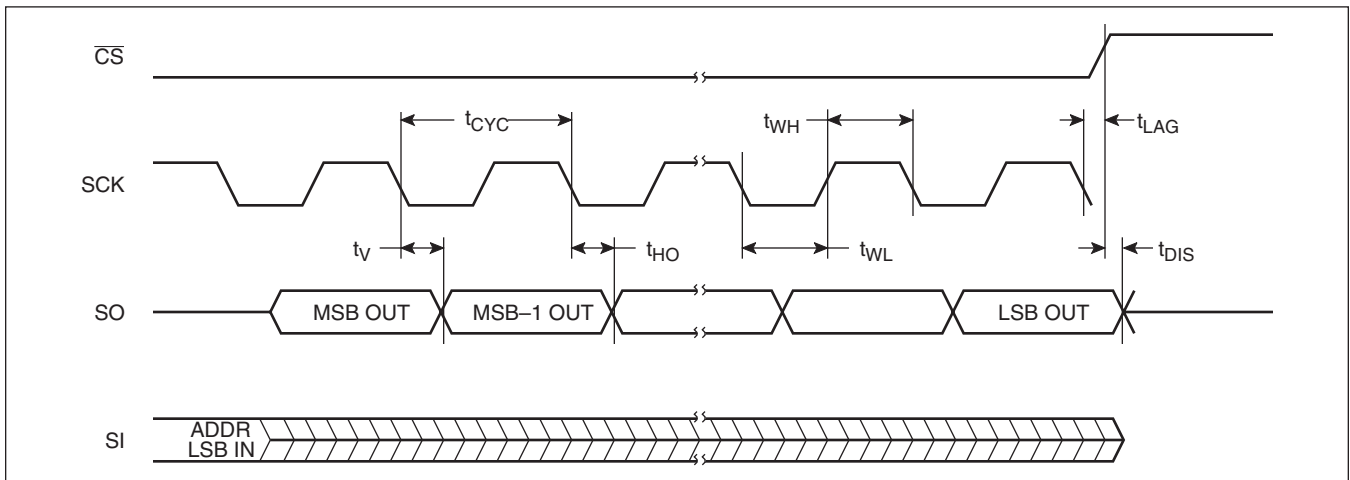 C̅S̅
tCYC
tWH
tLAG
SCK
tV
tHO
tWL
tDIS
SO
MSB OUT
MSB–1 OUT
LSB OUT
SI
ADDR
LSB IN